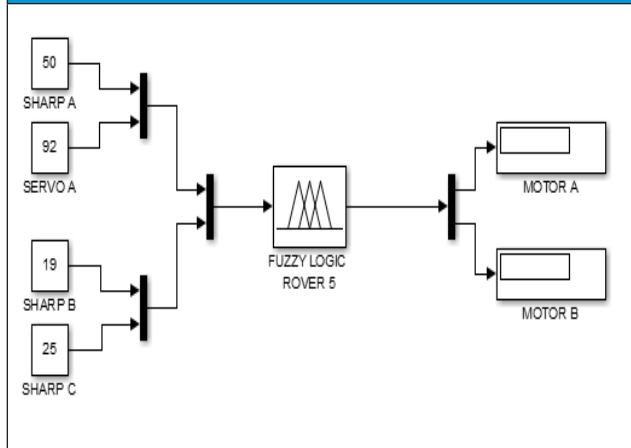 50
SHARP A
92
SERVO A
19
SHARP B
25
SHARP C
FUZZY LOGIC
ROVER 5
MOTOR A
MOTOR B